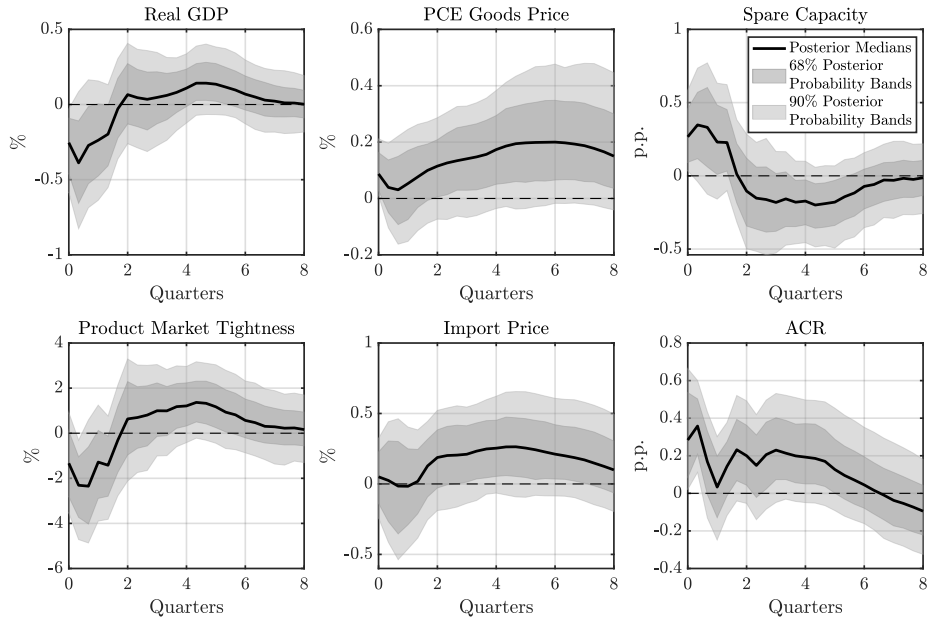 Real GDP
0.5
0
-0.5
-1
%
0 2 4 6 8
Quarters
PCE Goods Price
0.6
0.4
0.2
0
-0.2
%
0 2 4 6 8
Quarters
Spare Capacity
1
0.5
0
-0.5
p.p.
Posterior Medians
68% Posterior
Probability Bands
90% Posterior
Probability Bands
0 2 4 6 8
Quarters
Product Market Tightness
4
2
0
-2
-4
-6
%
0 2 4 6 8
Quarters
Import Price
1
0.5
0
-0.5
%
0 2 4 6 8
Quarters
ACR
0.8
0.6
0.4
0.2
0
-0.2
-0.4
p.p.
0 2 4 6 8
Quarters